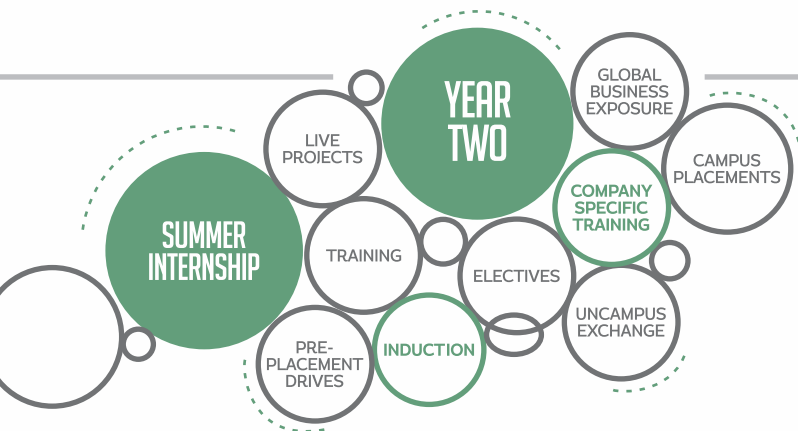 YEAR
TWO
GLOBAL
BUSINESS
EXPOSURE
LIVE
PROJECTS
CAMPUS
PLACEMENTS
COMPANY
SPECIFIC
TRAINING
SUMMER
INTERNSHIP
TRAINING
ELECTIVES
UNCAMPUS
EXCHANGE
PRE-
PLACEMENT
DRIVES
INDUCTION